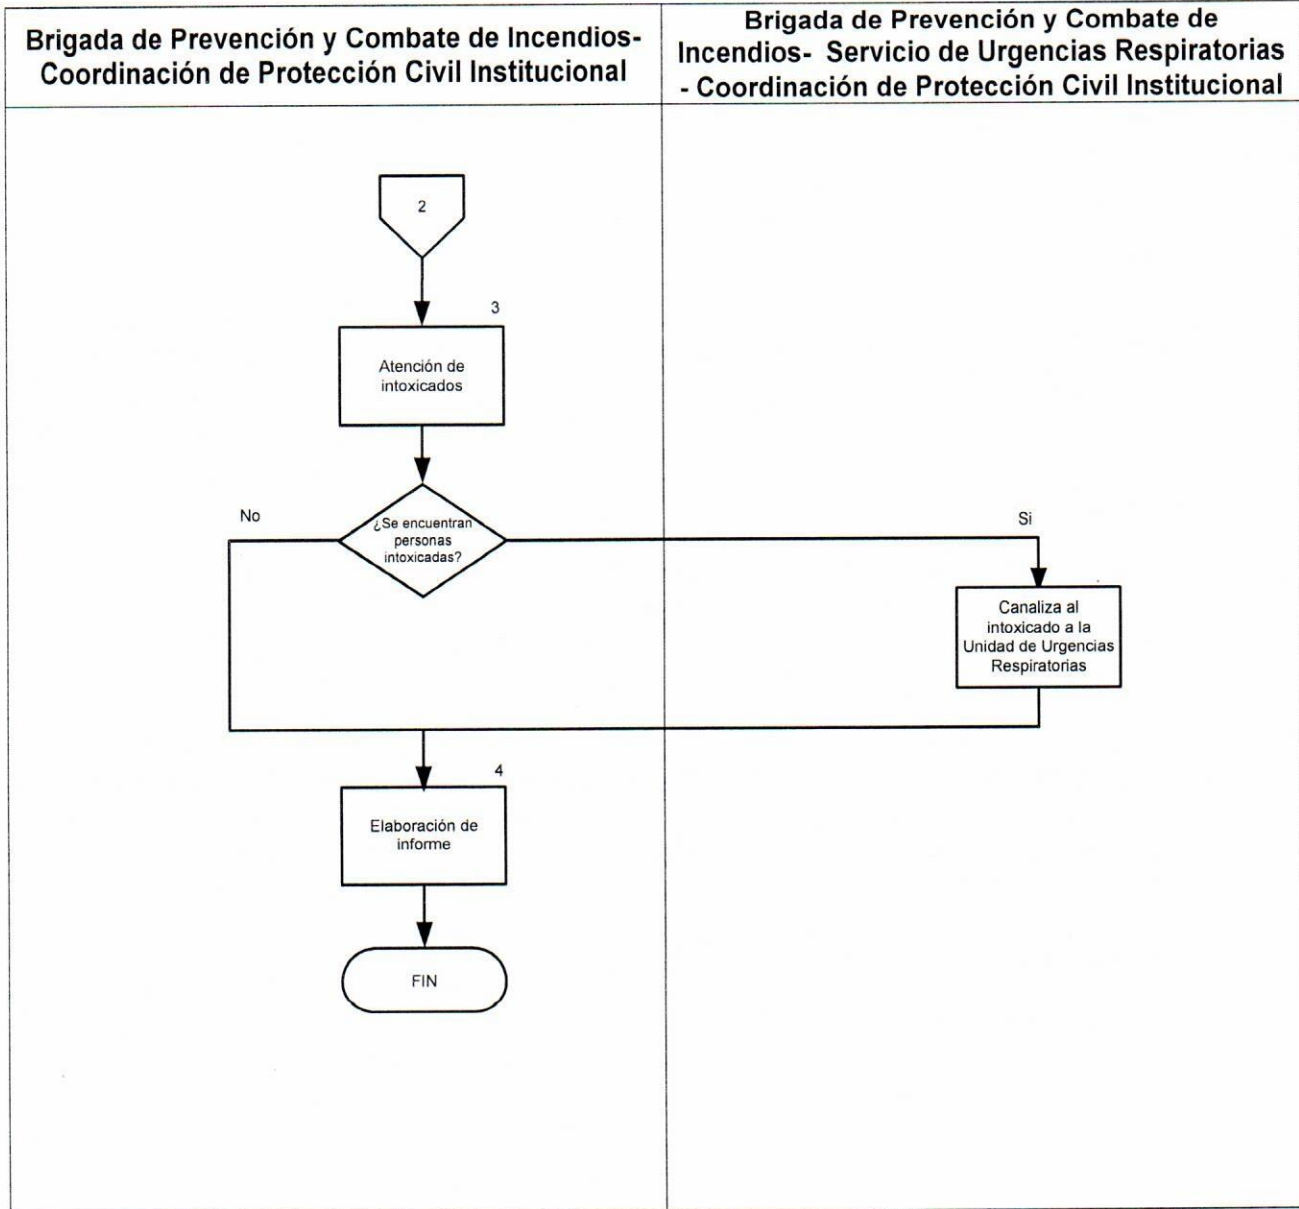 Brigada de Prevención y Combate de Incendios-
Coordinación de Protección Civil Institucional
Brigada de Prevención y Combate de
Incendios- Servicio de Urgencias Respiratorias
- Coordinación de Protección Civil Institucional
2
3
Atención de
intoxicados
No
¿Se encuentran
personas
intoxicadas?
Si
Canaliza al
intoxicado a la
Unidad de Urgencias
Respiratorias
4
Elaboración de
informe
FIN